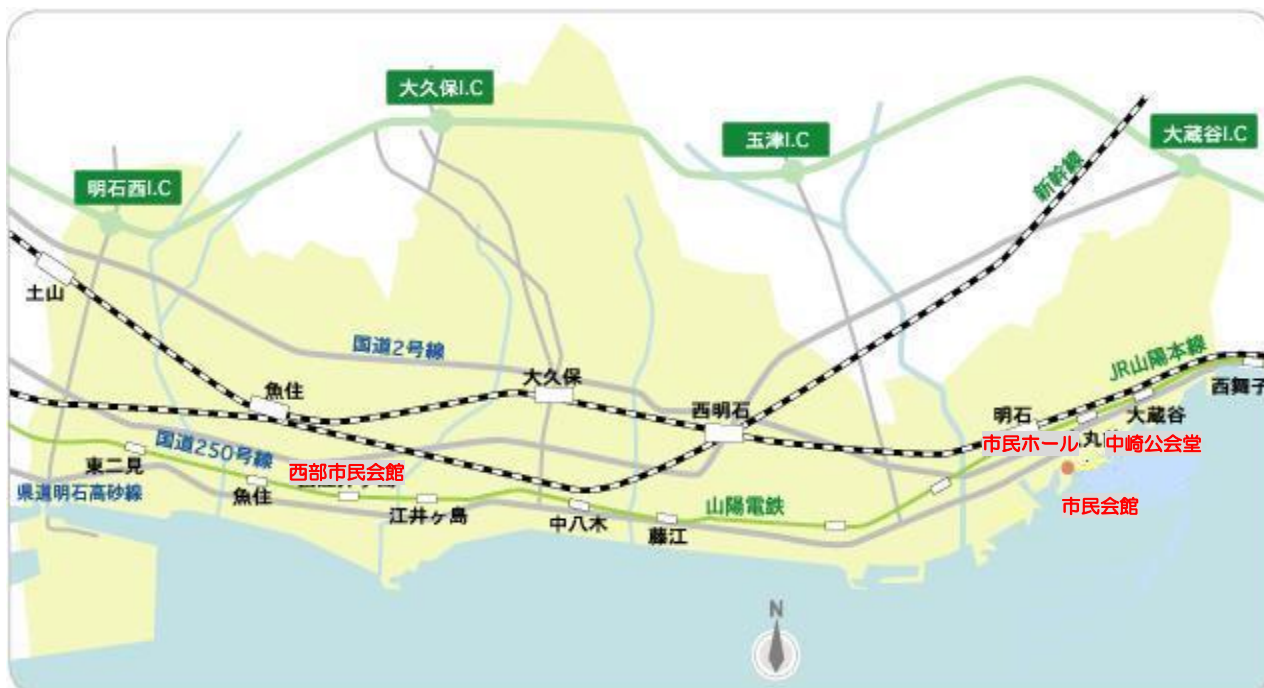 大久保I.C
玉津I.C
大蔵谷I.C
明石西I.C
新幹線
土山
国道2号線
魚住
大久保
西明石
明石
JR山陽本線
西舞子
大蔵谷
市民ホール
中崎公会堂
国道250号線
東二見
西部市民会館
魚住
県道明石高砂線
江井ヶ島
中八木
藤江
山陽電鉄
市民会館
N